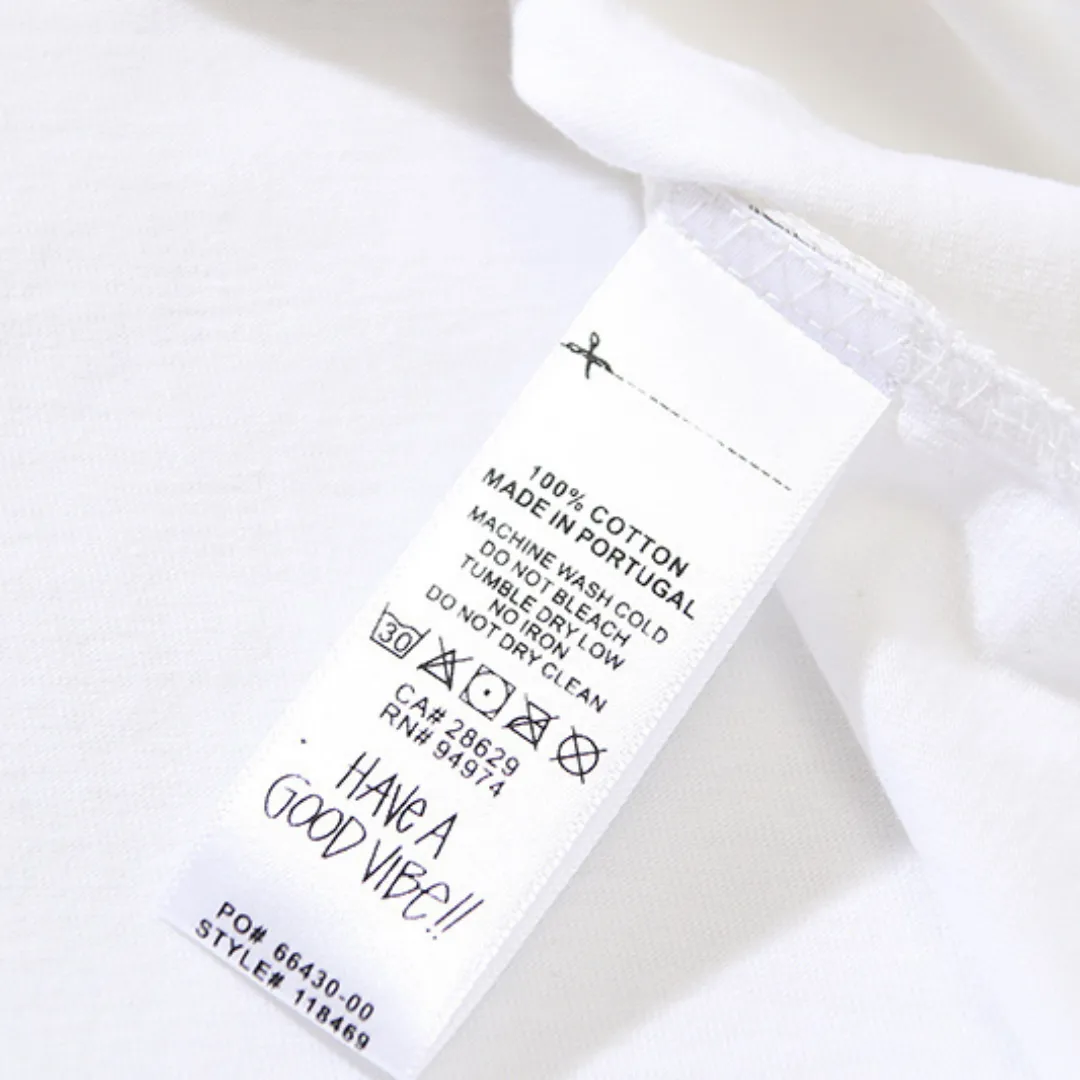 100% COTTON
MADE IN PORTUGAL
MACHINE WASH COLD
DO NOT BLEACH
TUMBLE DRY LOW
NO IRON
DO NOT DRY CLEAN
30
CA# 28629
RN# 94974
HAVe A
GOOD VIBe!!
PO# 66430-00
STYLE# 118469